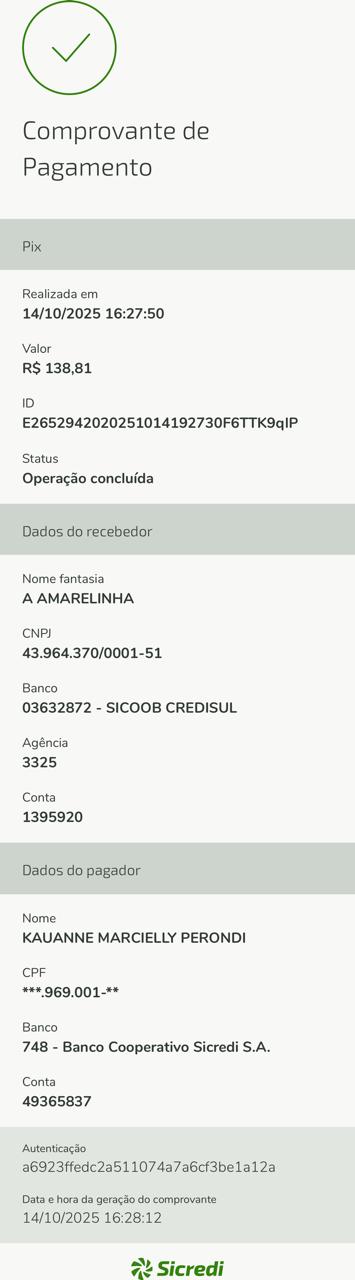 Comprovante de
Pagamento
Pix
Realizada em
14/10/2025 16:27:50
Valor
R$ 138,81
ID
E2652942020251014192730F6TTK9qIP
Status
Operação concluída
Dados do recebedor
Nome fantasia
A AMARELINHA
CNPJ
43.964.370/0001-51
Banco
03632872 - SICOOB CREDISUL
Agência
3325
Conta
1395920
Dados do pagador
Nome
KAUANNE MARCIELLY PERONDI
CPF
***.969.001-**
Banco
748 - Banco Cooperativo Sicredi S.A.
Conta
49365837
Autenticação
a6923ffedc2a511074a7a6cf3be1a12a
Data e hora da geração do comprovante
14/10/2025 16:28:12
Sicredi